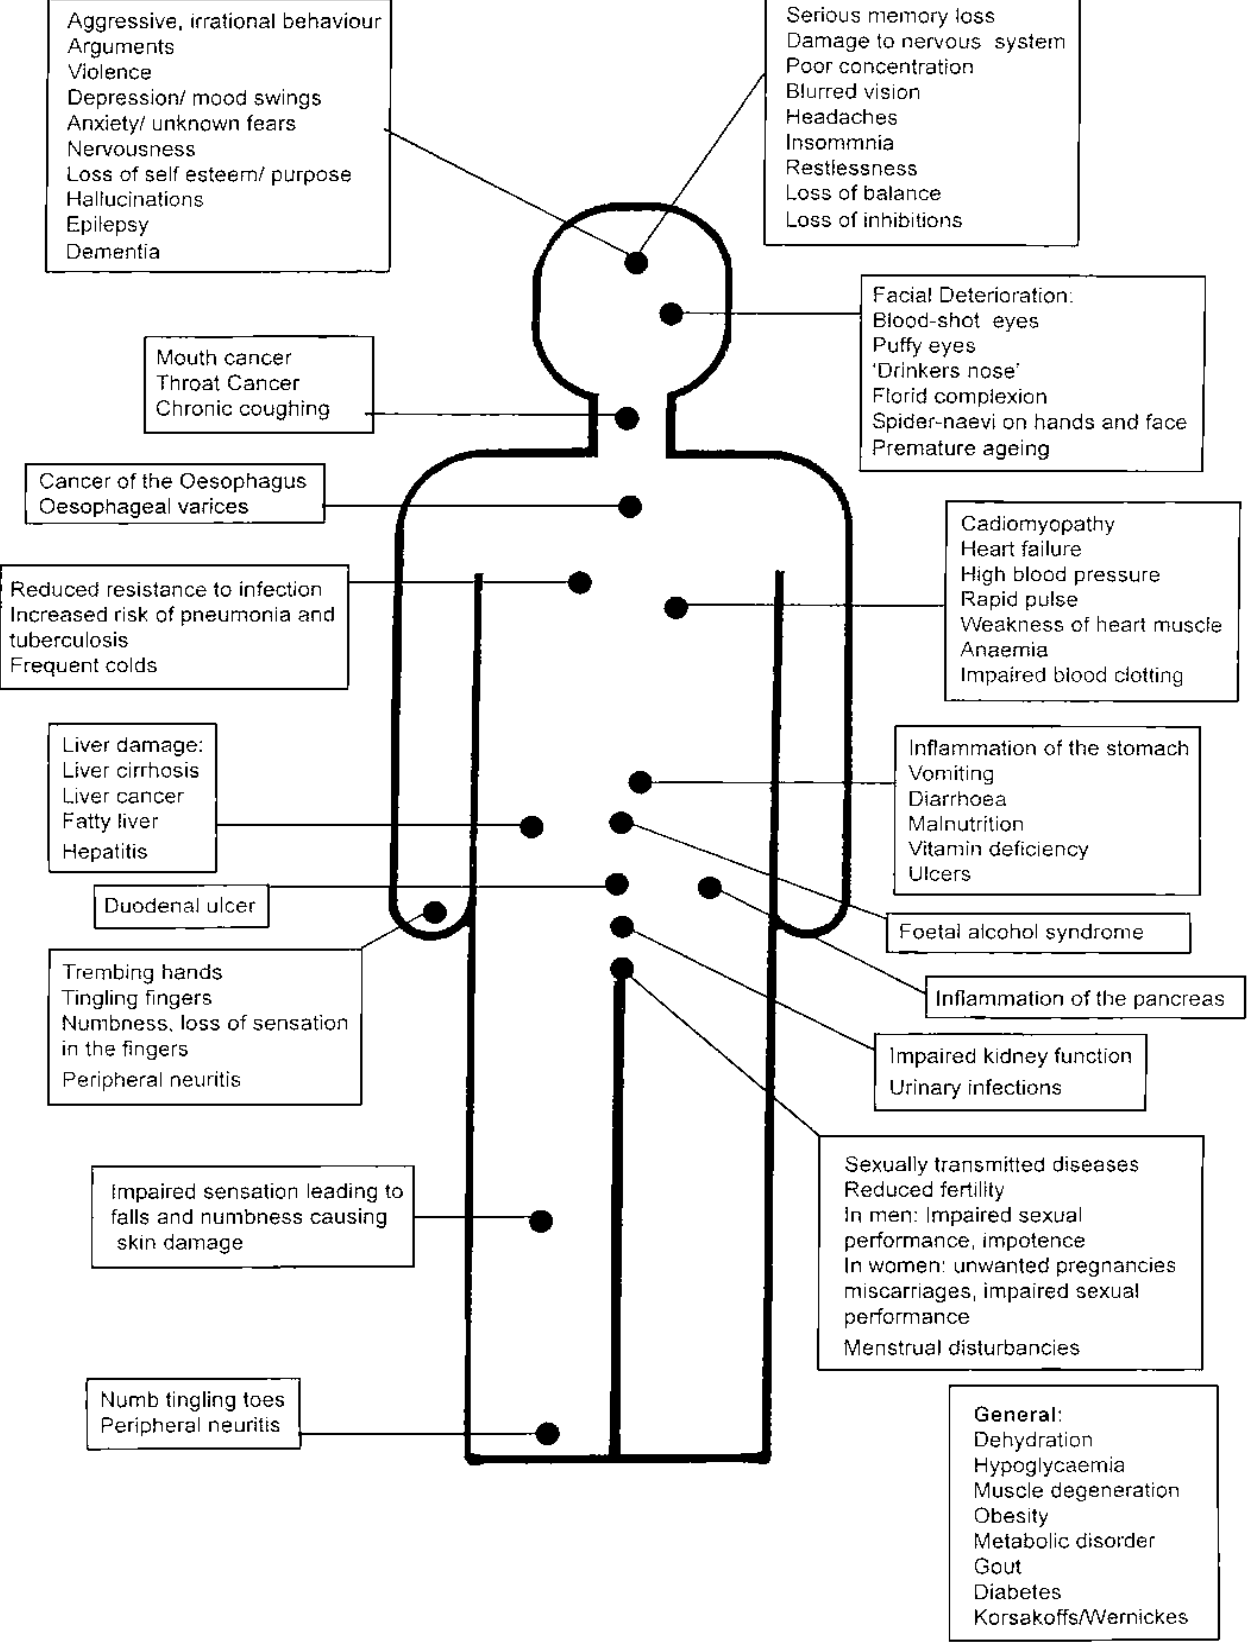 Aggressive, irrational behaviour
Arguments
Violence
Depression/ mood swings
Anxiety/ unknown fears
Nervousness
Loss of self esteem/ purpose
Hallucinations
Epilepsy
Dementia
Serious memory loss
Damage to nervous system
Poor concentration
Blurred vision
Headaches
Insommnia
Restlessness
Loss of balance
Loss of inhibitions
Facial Deterioration:
Blood-shot eyes
Puffy eyes
'Drinkers nose'
Florid complexion
Spider-naevi on hands and face
Premature ageing
Mouth cancer
Throat Cancer
Chronic coughing
Cancer of the Oesophagus
Oesophageal varices
Cadiomyopathy
Heart failure
High blood pressure
Rapid pulse
Weakness of heart muscle
Anaemia
Impaired blood clotting
Reduced resistance to infection
Increased risk of pneumonia and
tuberculosis
Frequent colds
Liver damage:
Liver cirrhosis
Liver cancer
Fatty liver
Hepatitis
Inflammation of the stomach
Vomiting
Diarrhoea
Malnutrition
Vitamin deficiency
Ulcers
Duodenal ulcer
Foetal alcohol syndrome
Trembing hands
Tingling fingers
Numbness, loss of sensation
in the fingers
Peripheral neuritis
Inflammation of the pancreas
Impaired kidney function
Urinary infections
Impaired sensation leading to
falls and numbness causing
skin damage
Sexually transmitted diseases
Reduced fertility
In men: Impaired sexual
performance, impotence
In women: unwanted pregnancies
miscarriages, impaired sexual
performance
Menstrual disturbancies
Numb tingling toes
Peripheral neuritis
General:
Dehydration
Hypoglycaemia
Muscle degeneration
Obesity
Metabolic disorder
Gout
Diabetes
Korsakoffs/Wernickes